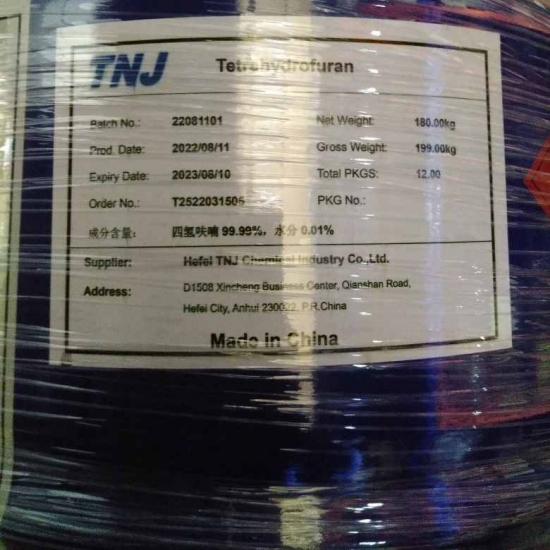 TNJ Tetrahydrofuran
Batch No.: 22081101 Net Weight: 180.00kg
Prod. Date: 2022/08/11 Gross Weight: 199.00kg
Expiry Date: 2023/08/10 Total PKGS: 12.00
Order No.: T2522031505 PKG No.:
成分含量: 四氢呋喃 99.99%, 水分 0.01%
Supplier: Hefei TNJ Chemical Industry Co.,Ltd.
Address: D1508 Xincheng Business Center, Qianshan Road,
Hefei City, Anhui 230022, P.R.China
Made in China